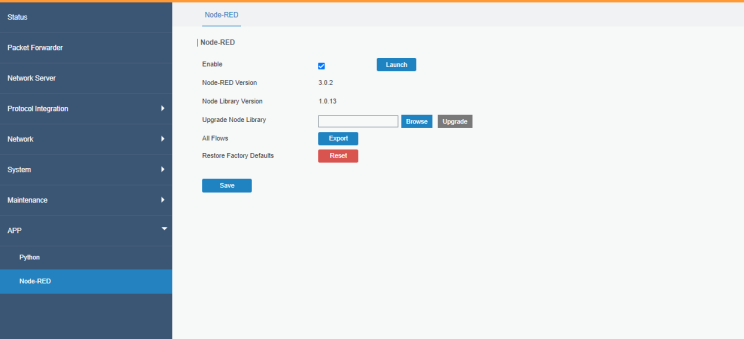 Status
Packet Forwarder
Network Server
Protocol Integration
Network
System
Maintenance
APP
Python
Node-RED
Node-RED
Node-RED
Enable Launch
Node-RED Version 3.0.2
Node Library Version 1.0.13
Upgrade Node Library Browse Upgrade
All Flows Export
Restore Factory Defaults Reset
Save